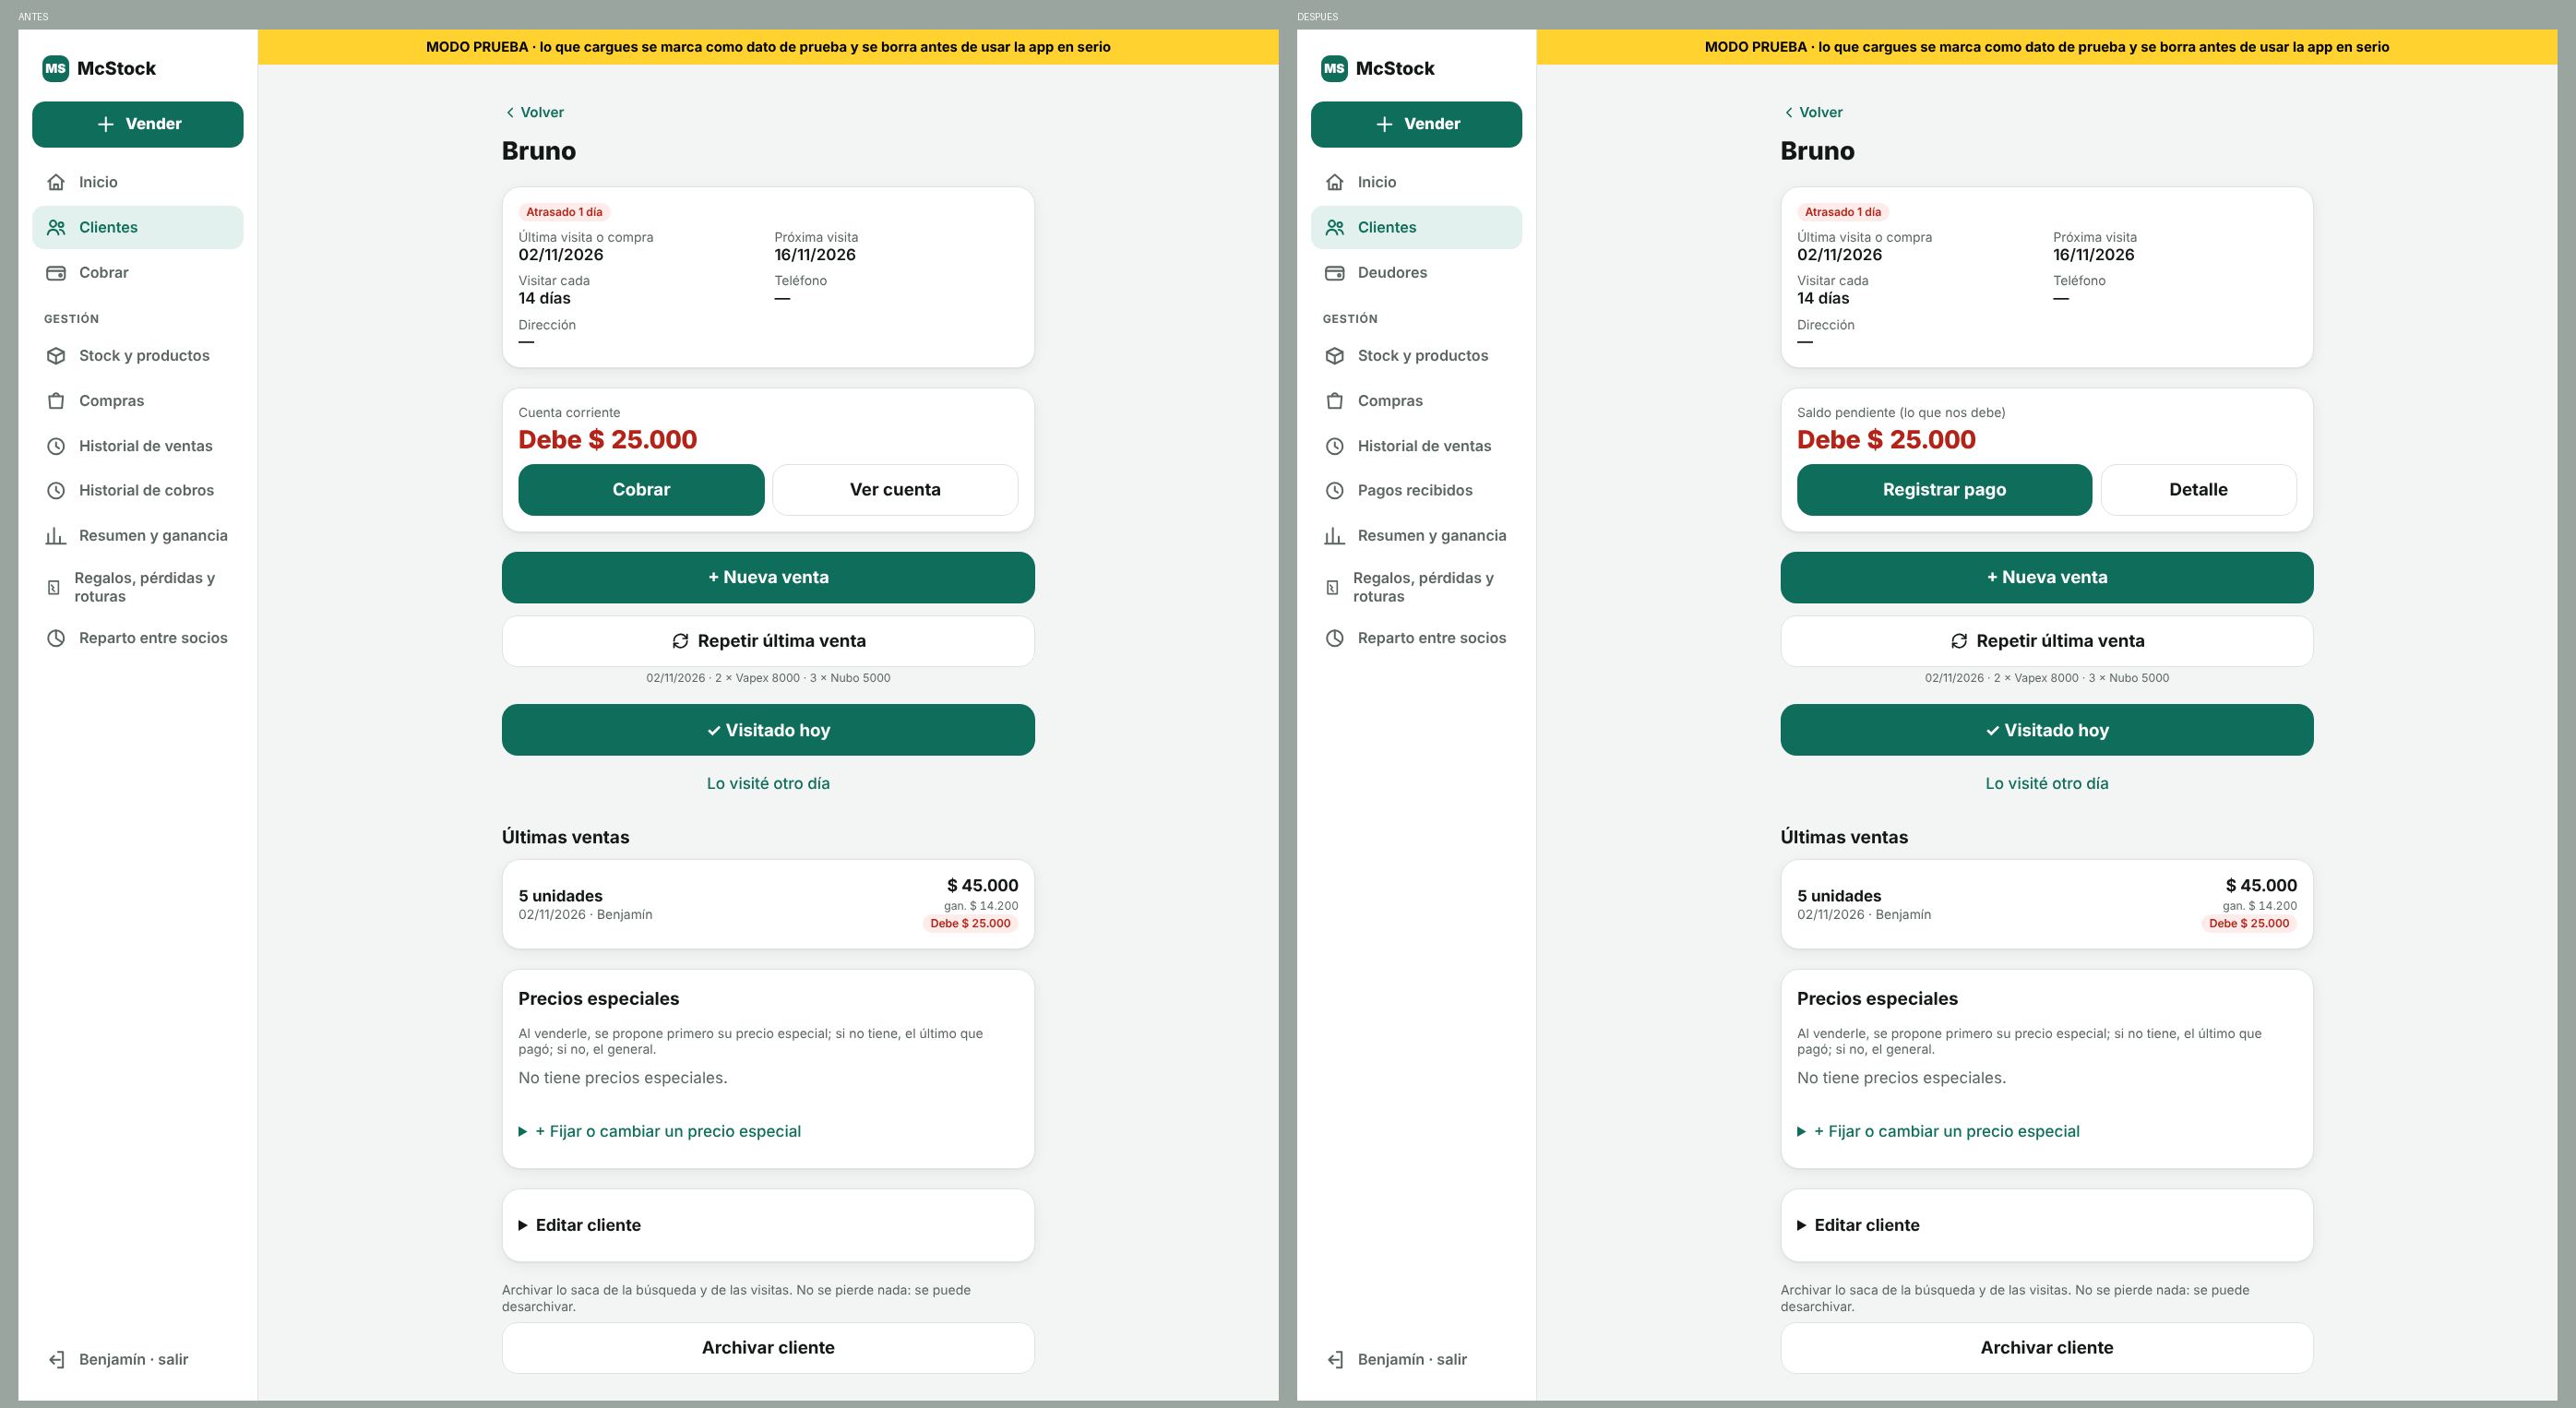 ANTES
MS McStock
+ Vender
Inicio
Clientes
Cobrar
GESTIÓN
Stock y productos
Compras
Historial de ventas
Historial de cobros
Resumen y ganancia
Regalos, pérdidas y
roturas
Reparto entre socios
Benjamín · salir
MODO PRUEBA · lo que cargues se marca como dato de prueba y se borra antes de usar la app en serio
Volver
Bruno
Atrasado 1 día
Última visita o compra
02/11/2026
Próxima visita
16/11/2026
Visitar cada
14 días
Teléfono
—
Dirección
—
Cuenta corriente
Debe $ 25.000
Cobrar
Ver cuenta
+ Nueva venta
Repetir última venta
02/11/2026 · 2 × Vapex 8000 · 3 × Nubo 5000
✓ Visitado hoy
Lo visité otro día
Últimas ventas
5 unidades
02/11/2026 · Benjamín
$ 45.000
gan. $ 14.200
Debe $ 25.000
Precios especiales
Al venderle, se propone primero su precio especial; si no tiene, el último que
pagó; si no, el general.
No tiene precios especiales.
+ Fijar o cambiar un precio especial
Editar cliente
Archivar lo saca de la búsqueda y de las visitas. No se pierde nada: se puede
desarchivar.
Archivar cliente
DESPUES
MS McStock
+ Vender
Inicio
Clientes
Deudores
GESTIÓN
Stock y productos
Compras
Historial de ventas
Pagos recibidos
Resumen y ganancia
Regalos, pérdidas y
roturas
Reparto entre socios
Benjamín · salir
MODO PRUEBA · lo que cargues se marca como dato de prueba y se borra antes de usar la app en serio
Volver
Bruno
Atrasado 1 día
Última visita o compra
02/11/2026
Próxima visita
16/11/2026
Visitar cada
14 días
Teléfono
—
Dirección
—
Saldo pendiente (lo que nos debe)
Debe $ 25.000
Registrar pago
Detalle
+ Nueva venta
Repetir última venta
02/11/2026 · 2 × Vapex 8000 · 3 × Nubo 5000
✓ Visitado hoy
Lo visité otro día
Últimas ventas
5 unidades
02/11/2026 · Benjamín
$ 45.000
gan. $ 14.200
Debe $ 25.000
Precios especiales
Al venderle, se propone primero su precio especial; si no tiene, el último que
pagó; si no, el general.
No tiene precios especiales.
+ Fijar o cambiar un precio especial
Editar cliente
Archivar lo saca de la búsqueda y de las visitas. No se pierde nada: se puede
desarchivar.
Archivar cliente